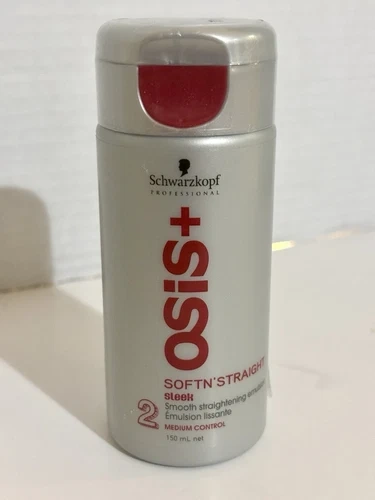 Schwarzkopf
PROFESSIONAL
OSiS+
SOFTN'STRAIGHT
sleek
2
Smooth straightening emulsion
Émulsion lissante
MEDIUM CONTROL
150 mL net